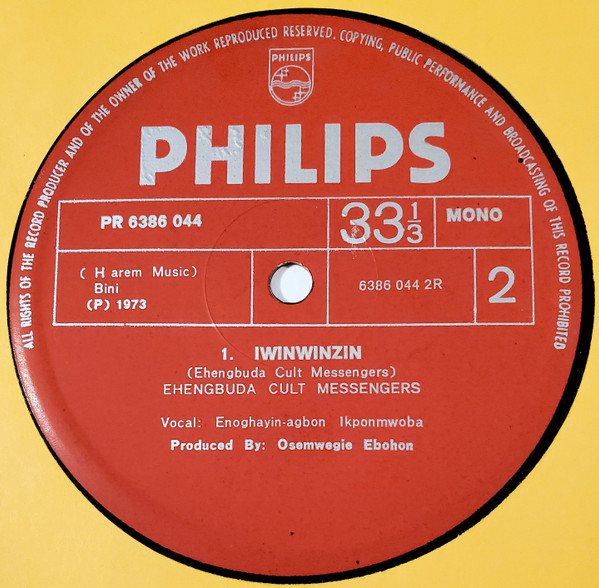 ALL RIGHTS OF THE RECORD PRODUCER AND OF THE OWNER OF THE WORK REPRODUCED RESERVED. COPYING, PUBLIC PERFORMANCE AND BROADCASTING OF THIS RECORD PROHIBITED
PHILIPS
PHILIPS
PR 6386 044
33 1/3
MONO
( H arem Music)
Bini
(P) 1973
6386 044 2R
2
1. IWINWINZIN
(Ehengbuda Cult Messengers)
EHENGBUDA CULT MESSENGERS
Vocal: Enoghayin-agbon Ikponmwoba
Produced By: Osemwegie Ebohon